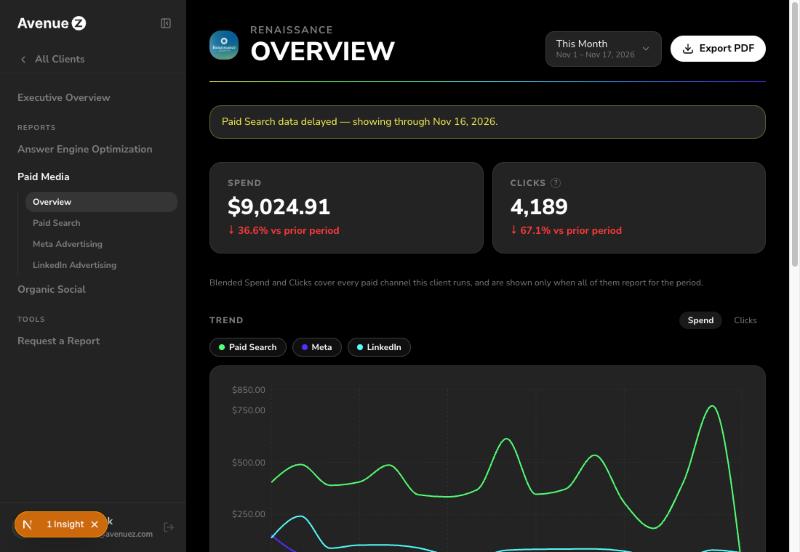 Avenue Z
All Clients
Executive Overview
REPORTS
Answer Engine Optimization
Paid Media
Overview
Paid Search
Meta Advertising
LinkedIn Advertising
Organic Social
TOOLS
Request a Report
N 1 Insight ×
k
avenuez.com
RENAISSANCE
OVERVIEW
This Month
Nov 1 – Nov 17, 2026
Export PDF
Paid Search data delayed — showing through Nov 16, 2026.
SPEND
$9,024.91
↓ 36.6% vs prior period
CLICKS ?
4,189
↓ 67.1% vs prior period
Blended Spend and Clicks cover every paid channel this client runs, and are shown only when all of them report for the period.
TREND
Spend Clicks
Paid Search Meta LinkedIn
$850.00
$750.00
$500.00
$250.00